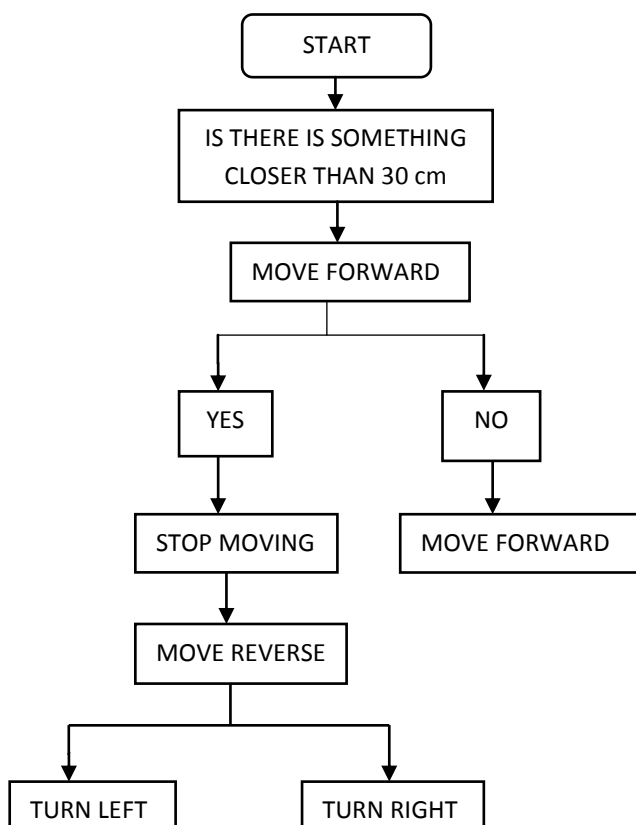 START
IS THERE IS SOMETHING
CLOSER THAN 30 cm
MOVE FORWARD
YES
NO
STOP MOVING
MOVE FORWARD
MOVE REVERSE
TURN LEFT
TURN RIGHT